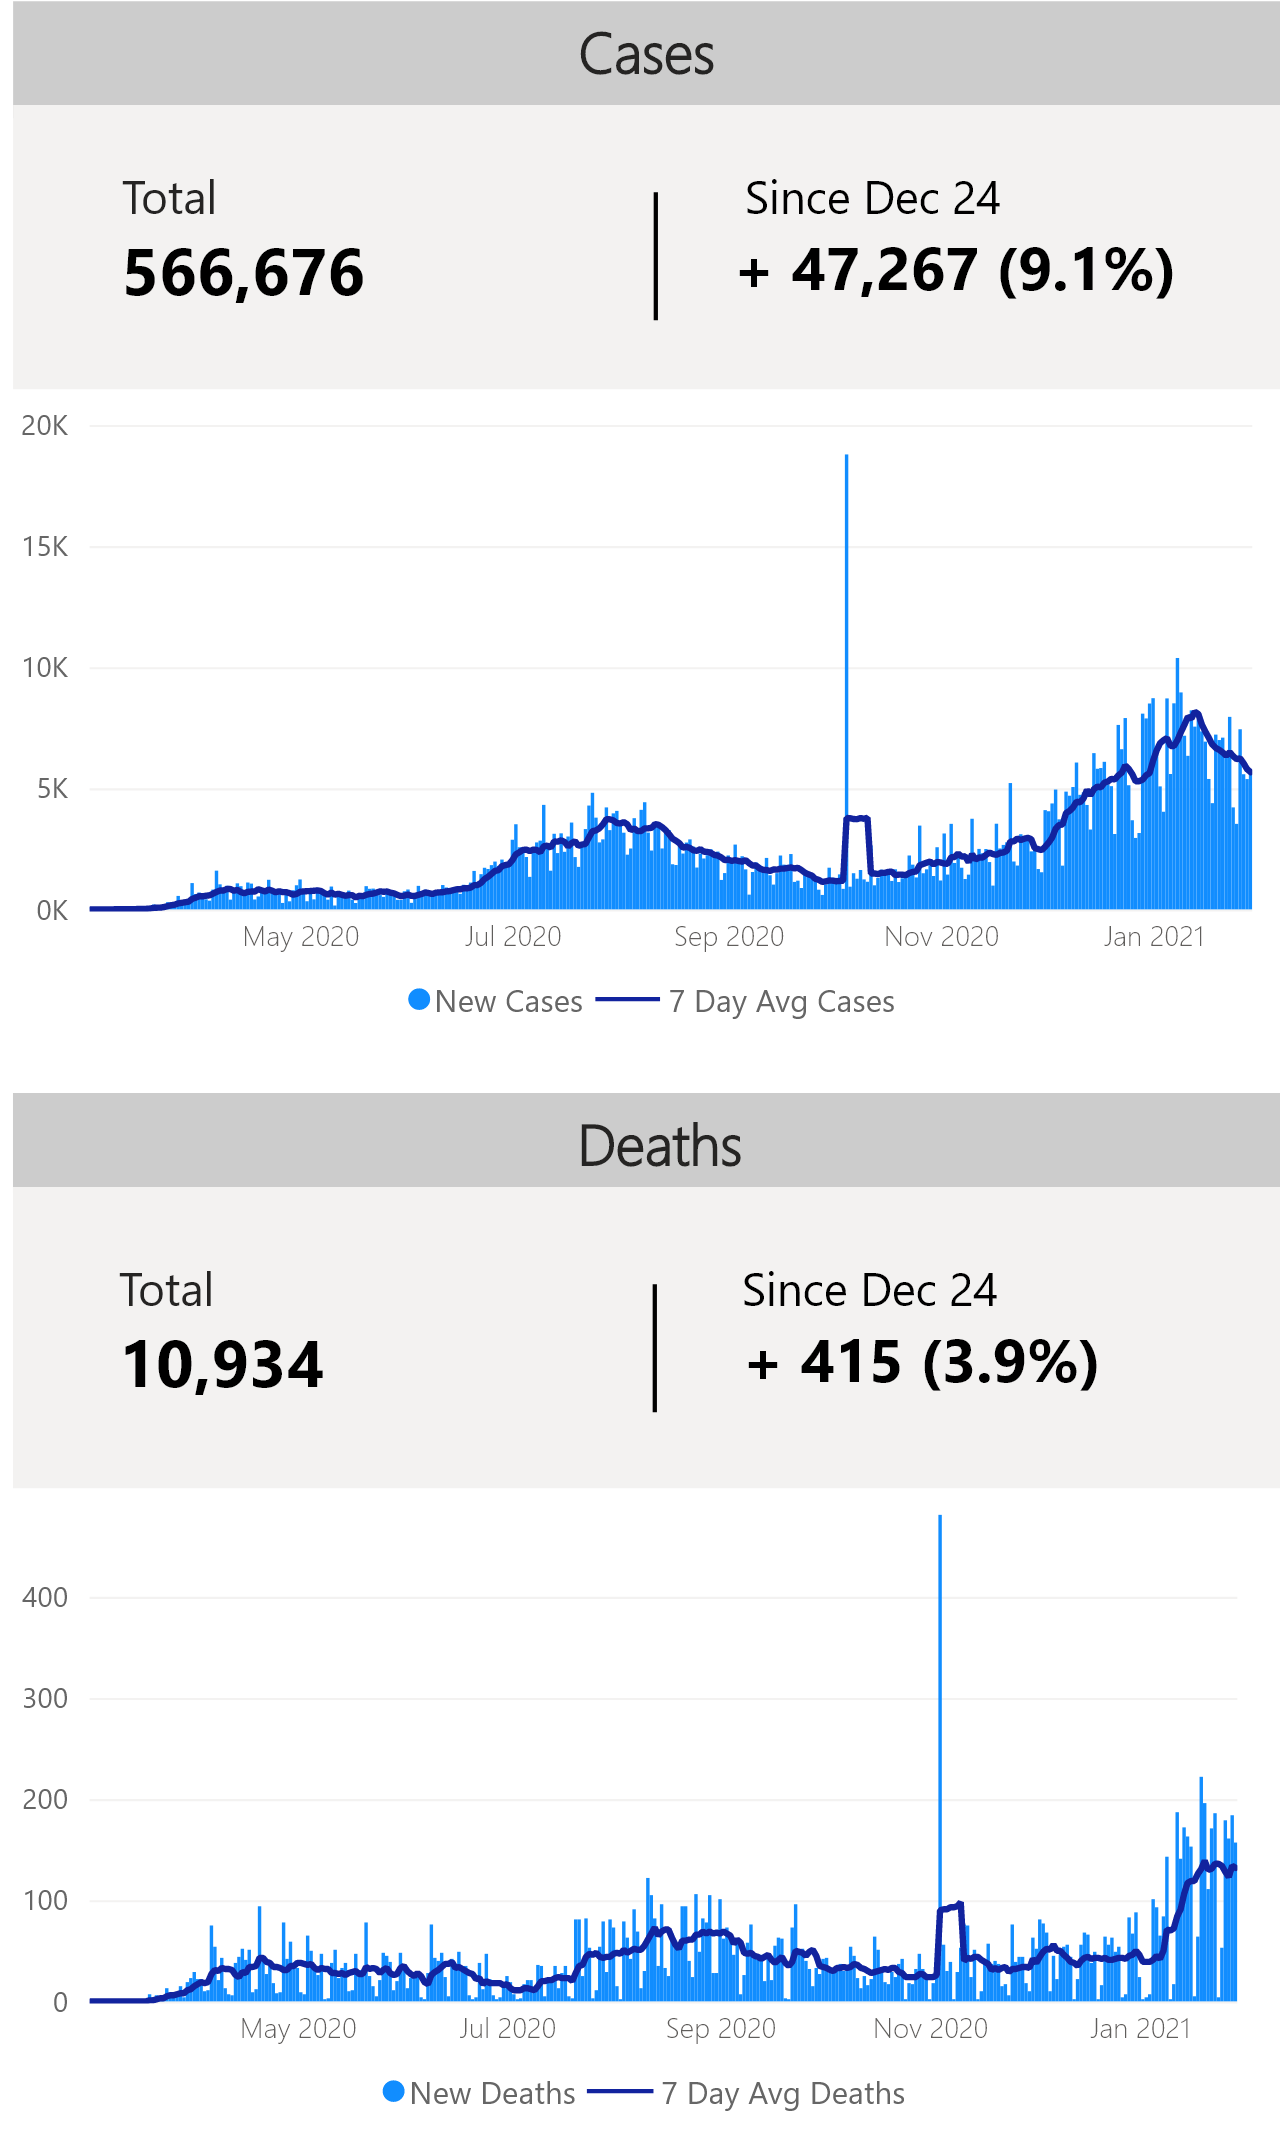 Cases
Total
566,676
Since Dec 24
+ 47,267 (9.1%)
20K
15K
10K
5K
0K
May 2020 Jul 2020 Sep 2020 Nov 2020 Jan 2021
New Cases 7 Day Avg Cases
Deaths
Total
10,934
Since Dec 24
+ 415 (3.9%)
400
300
200
100
0
May 2020 Jul 2020 Sep 2020 Nov 2020 Jan 2021
New Deaths 7 Day Avg Deaths